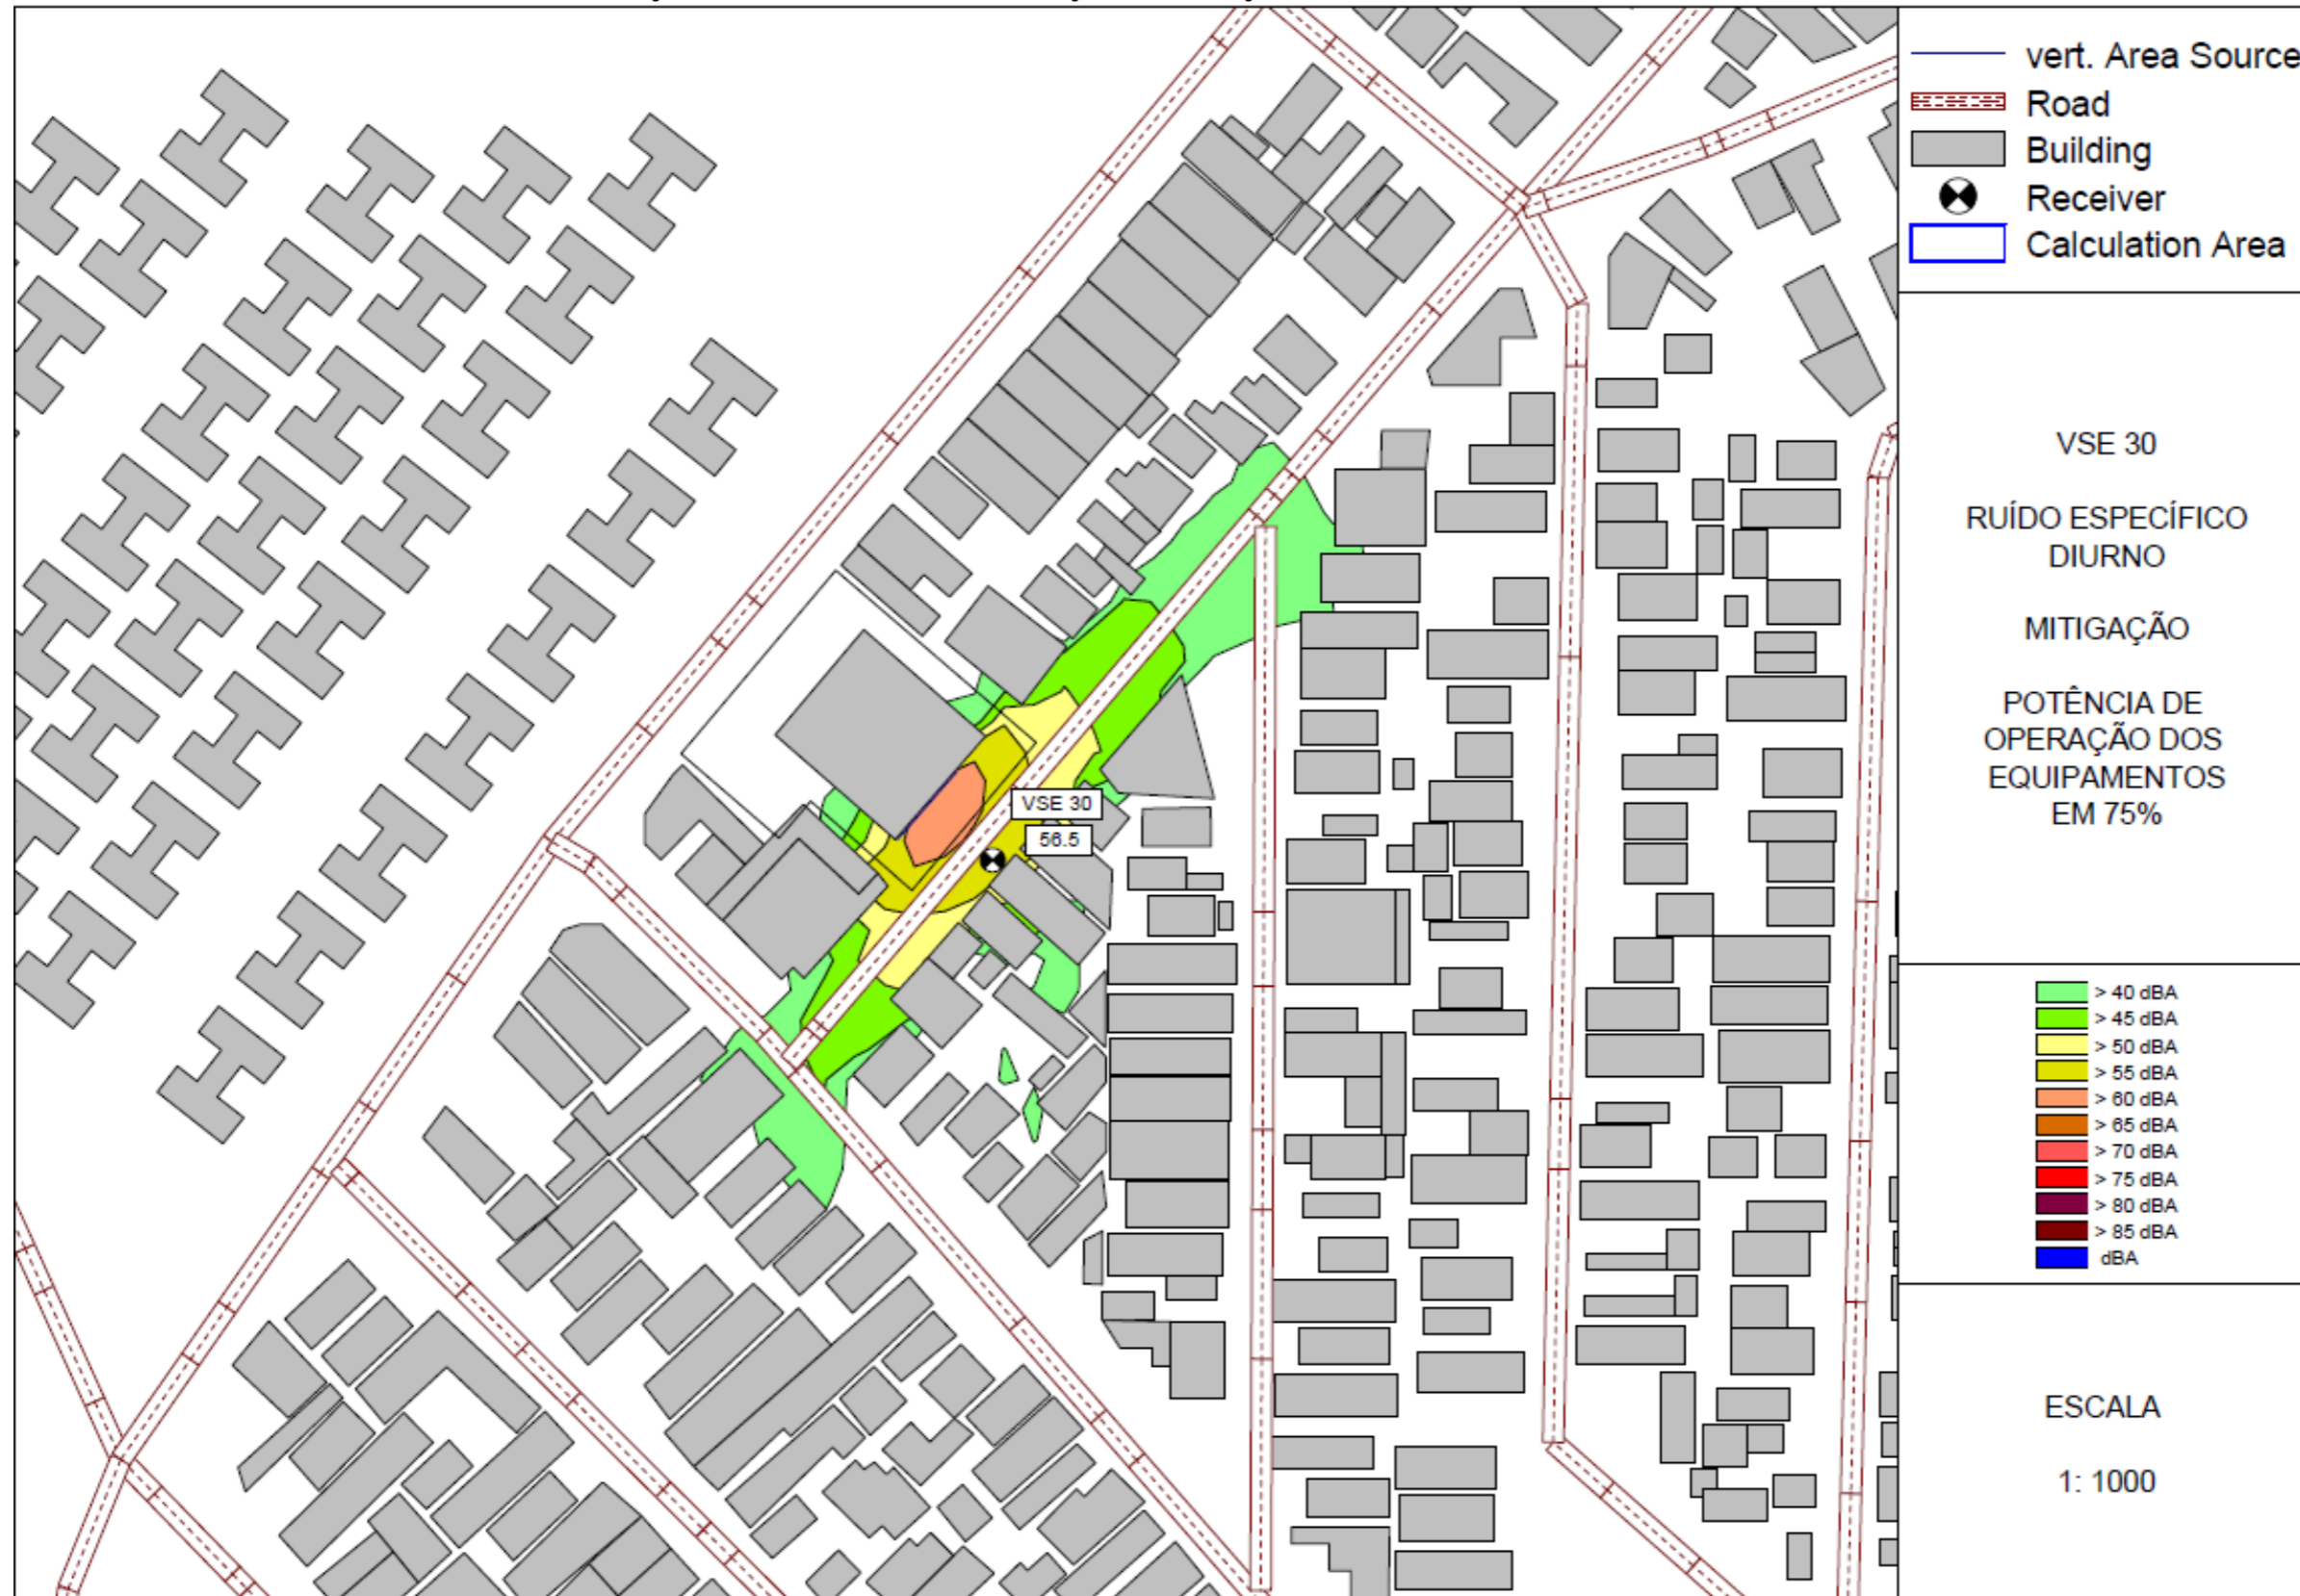 vert. Area Source
Road
Building
Receiver
Calculation Area
VSE 30
RUÍDO ESPECÍFICO
DIURNO
MITIGAÇÃO
POTÊNCIA DE
OPERAÇÃO DOS
EQUIPAMENTOS
EM 75%
VSE 30
56.5
> 40 dBA
> 45 dBA
> 50 dBA
> 55 dBA
> 60 dBA
> 65 dBA
> 70 dBA
> 75 dBA
> 80 dBA
> 85 dBA
dBA
ESCALA
1: 1000